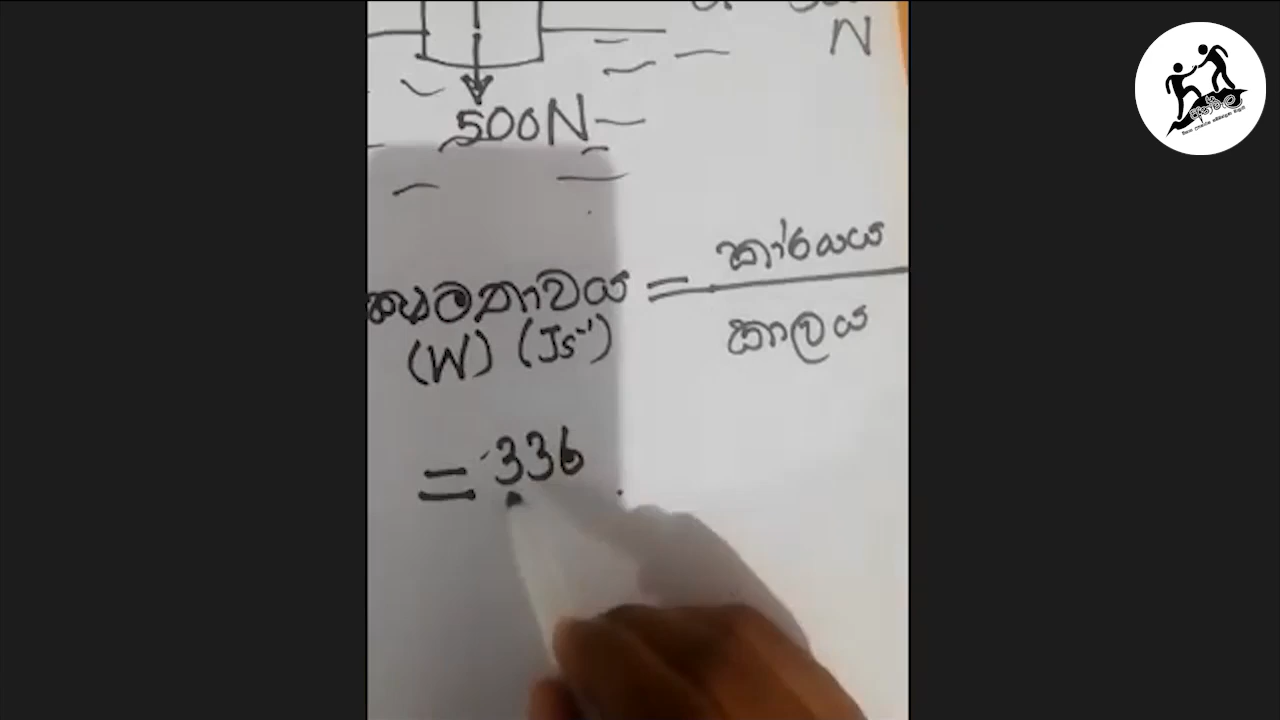 N
500N
ක්ෂමතාවය = කාර්යය
කාලය
(W) (Js⁻¹)
= 336